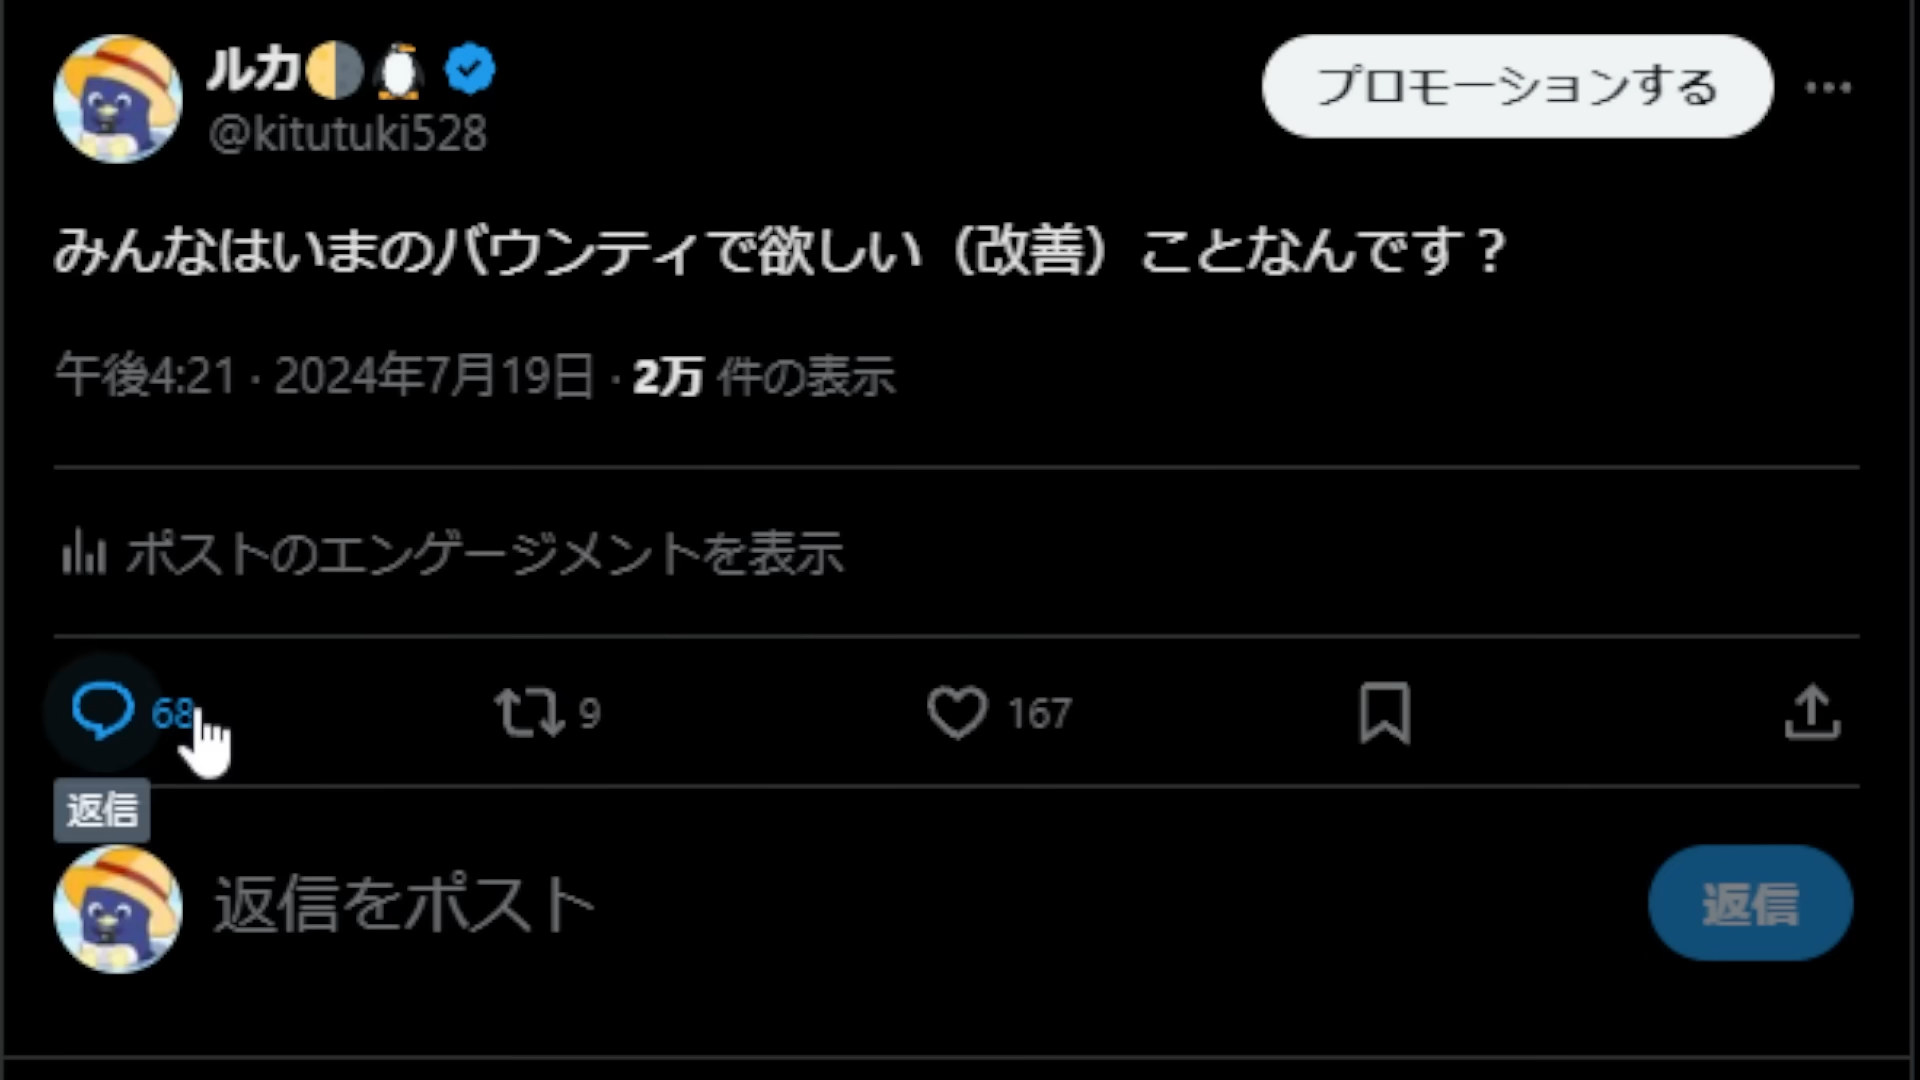 ルカ🌗🐧
プロモーションする
@kitutuki528
みんなはいまのバウンティで欲しい（改善）ことなんです？
午後4:21 · 2024年7月19日 · 2万 件の表示
ポストのエンゲージメントを表示
68 9 167
返信
返信をポスト
返信